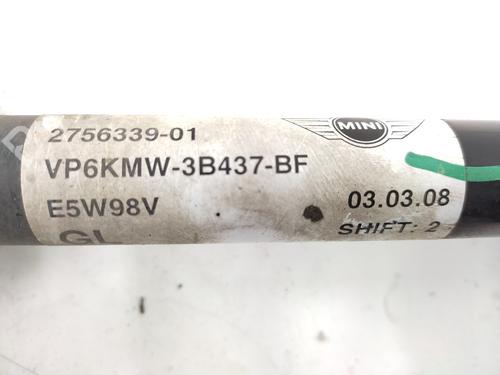 MINI
2756339-01
VP6KMW-3B437-BF
E5W98V
03.03.08
GL
SHIFT: 2